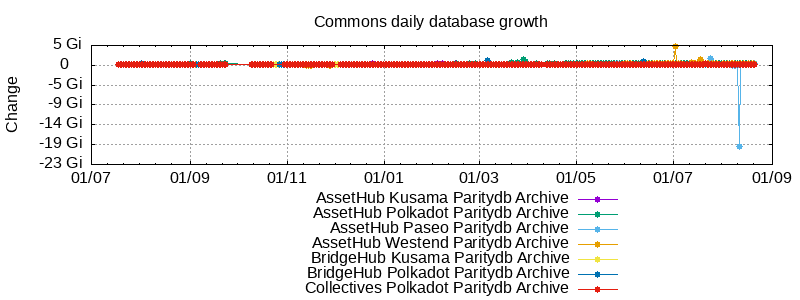 Commons daily database growth
5 Gi
0
-5 Gi
-9 Gi
-14 Gi
-19 Gi
-23 Gi
Change
01/07 01/09 01/11 01/01 01/03 01/05 01/07 01/09
AssetHub Kusama Paritydb Archive
AssetHub Polkadot Paritydb Archive
AssetHub Paseo Paritydb Archive
AssetHub Westend Paritydb Archive
BridgeHub Kusama Paritydb Archive
BridgeHub Polkadot Paritydb Archive
Collectives Polkadot Paritydb Archive